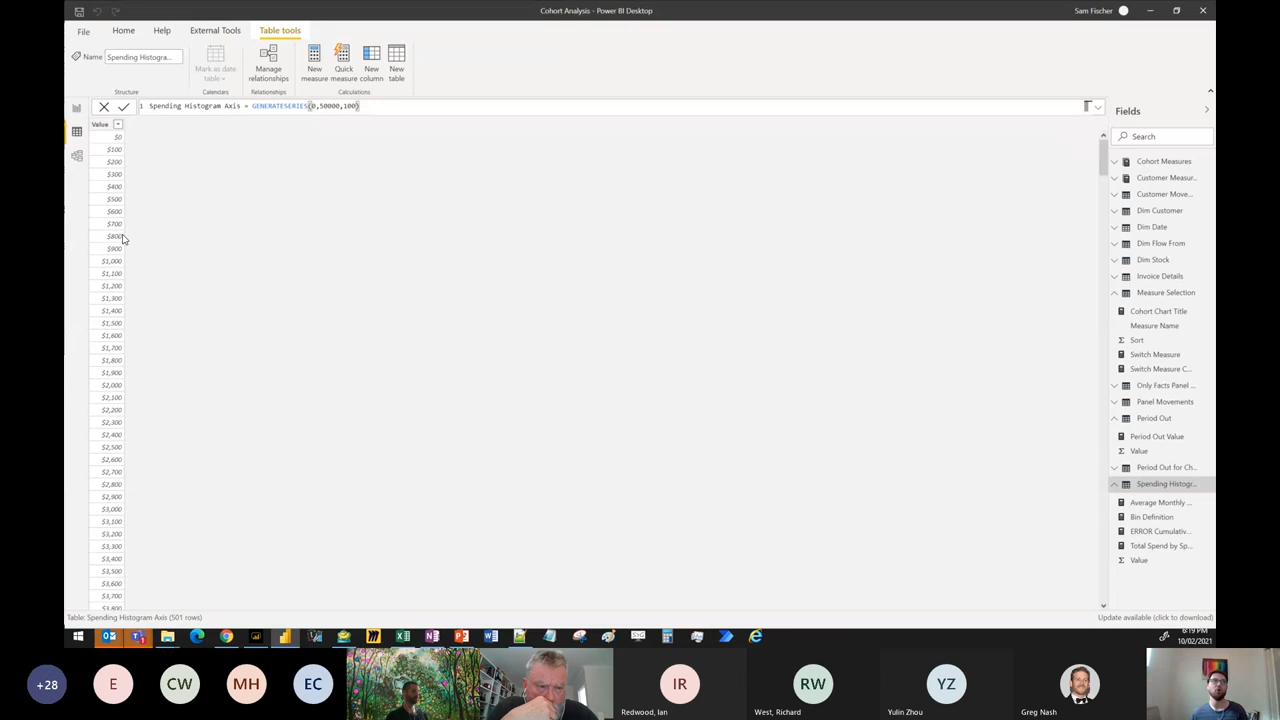 Cohort Analysis - Power BI Desktop
Sam Fischer
File
Home
Help
External Tools
Table tools
Name
Spending Histogra...
Mark as date
table
Manage
relationships
New
measure
Quick
measure
New
column
New
table
Structure
Calendars
Relationships
Calculations
1 Spending Histogram Axis = GENERATESERIES(0,50000,100)
Value
$0
$100
$200
$300
$400
$500
$600
$700
$800
$900
$1,000
$1,100
$1,200
$1,300
$1,400
$1,500
$1,600
$1,700
$1,800
$1,900
$2,000
$2,100
$2,200
$2,300
$2,400
$2,500
$2,600
$2,700
$2,800
$2,900
$3,000
$3,100
$3,200
$3,300
$3,400
$3,500
$3,600
$3,700
$3,800
Fields
Search
Cohort Measures
Customer Measur...
Customer Move...
Dim Customer
Dim Date
Dim Flow From
Dim Stock
Invoice Details
Measure Selection
Cohort Chart Title
Measure Name
Sort
Switch Measure
Switch Measure C...
Only Facts Panel ...
Panel Movements
Period Out
Period Out Value
Value
Period Out for Ch...
Spending Histogr...
Average Monthly ...
Bin Definition
ERROR Cumulativ...
Total Spend by Sp...
Value
Table: Spending Histogram Axis (501 rows)
Update available (click to download)
6:19 PM
10/02/2021
+28
E
CW
MH
EC
IR
RW
YZ
Redwood, Ian
West, Richard
Yulin Zhou
Greg Nash